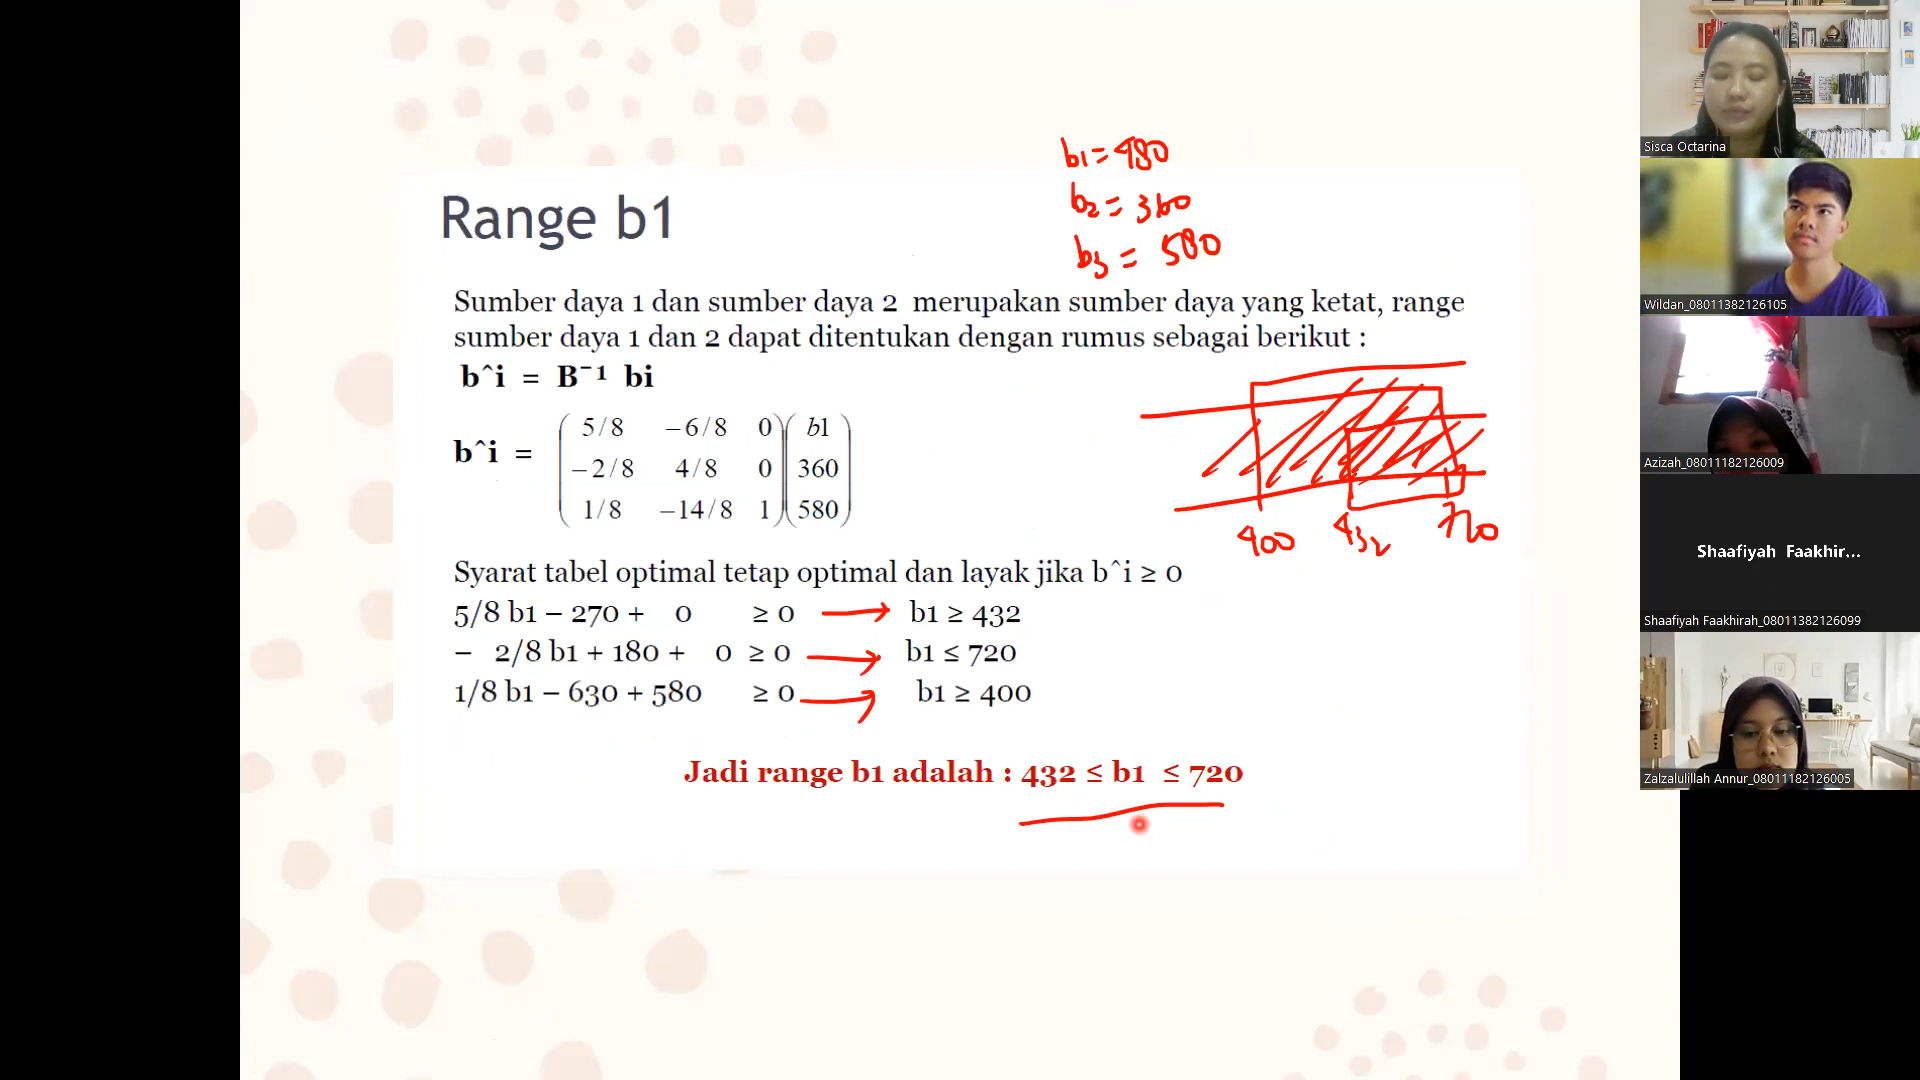 b1 = 480
b2 = 360
b3 = 580
Range b1
Sumber daya 1 dan sumber daya 2 merupakan sumber daya yang ketat, range
sumber daya 1 dan 2 dapat ditentukan dengan rumus sebagai berikut :
b^i = B⁻¹ bi
b^i =
5/8 −6/8 0 b1
−2/8 4/8 0 360
1/8 −14/8 1 580
400 432 720
Syarat tabel optimal tetap optimal dan layak jika b^i ≥ 0
5/8 b1 – 270 + 0 ≥ 0 → b1 ≥ 432
– 2/8 b1 + 180 + 0 ≥ 0 → b1 ≤ 720
1/8 b1 – 630 + 580 ≥ 0 → b1 ≥ 400
Jadi range b1 adalah : 432 ≤ b1 ≤ 720
Sisca Octarina
Wildan_08011382126105
Azizah_08011182126009
Shaafiyah Faakhir...
Shaafiyah Faakhirah_08011382126099
Zalzalulillah Annur_08011182126005